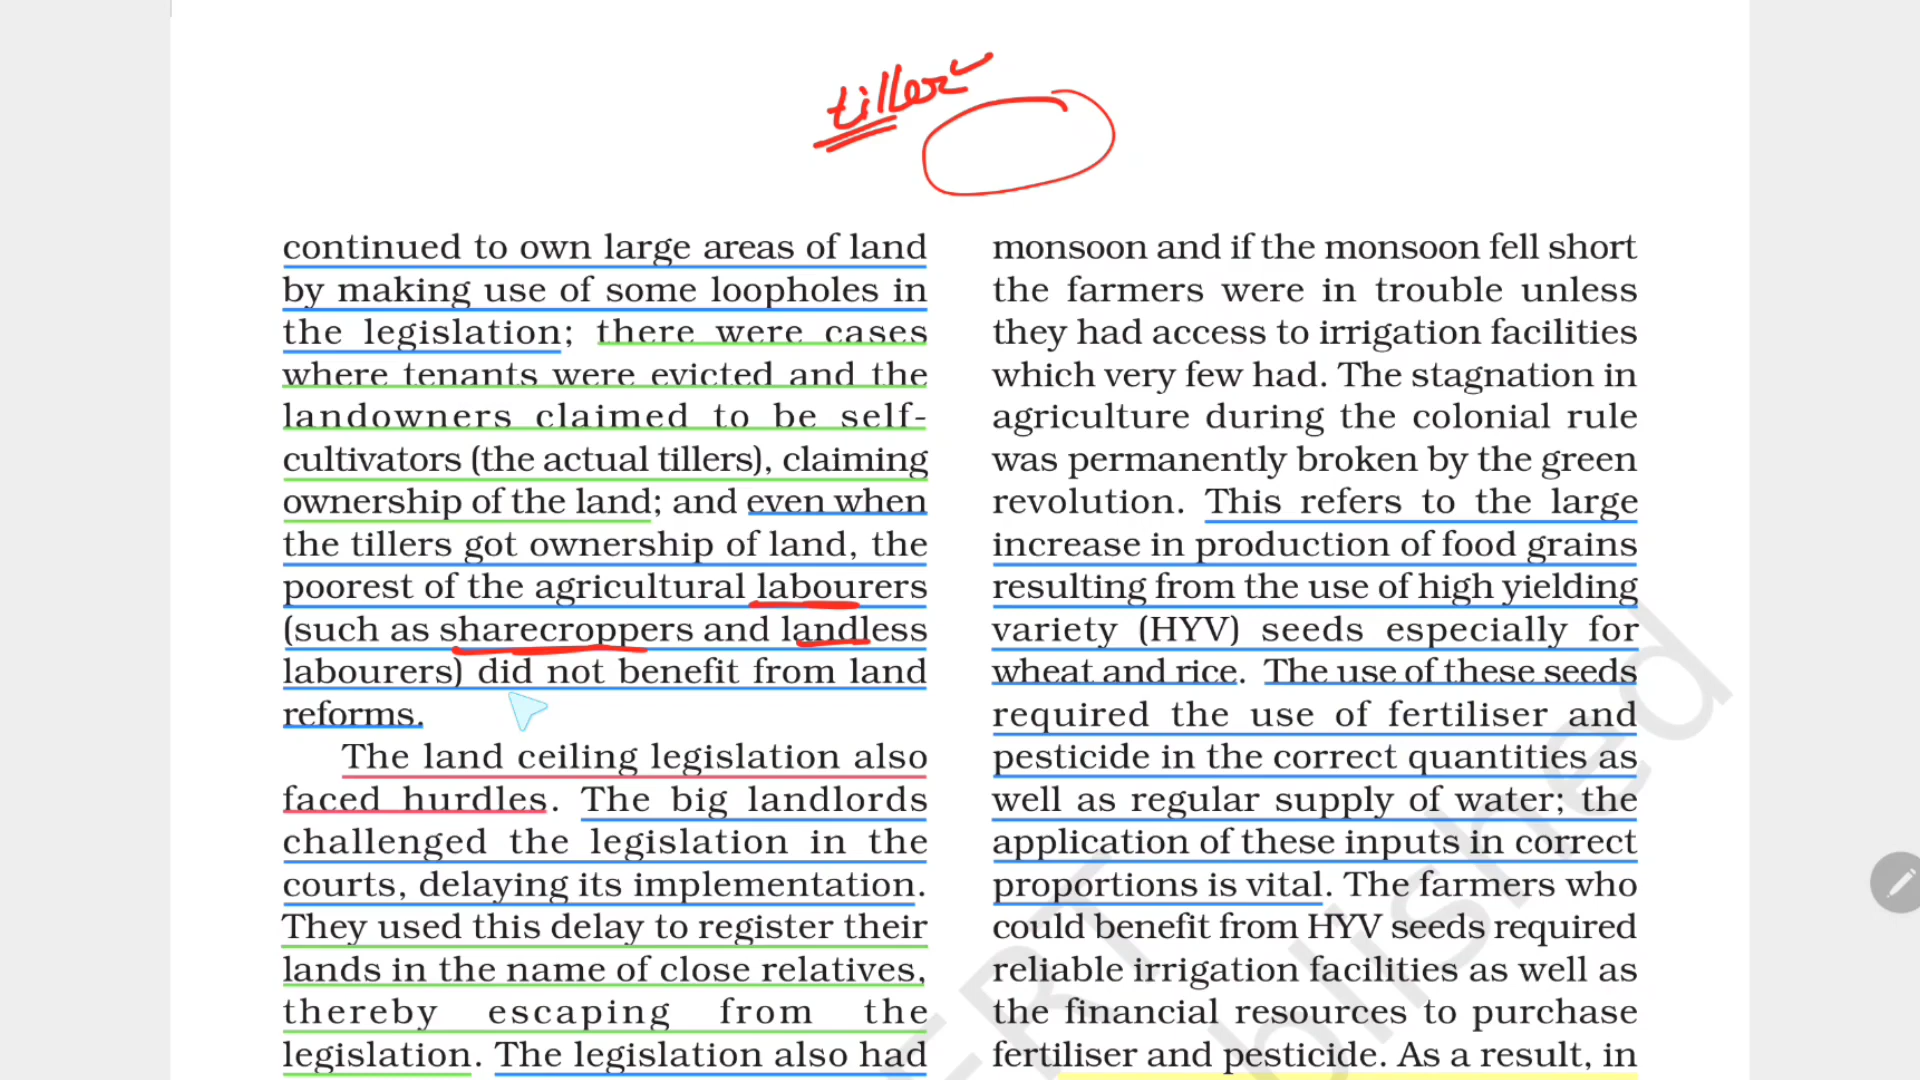 tiller
continued to own large areas of land
by making use of some loopholes in
the legislation; there were cases
where tenants were evicted and the
landowners claimed to be self-
cultivators (the actual tillers), claiming
ownership of the land; and even when
the tillers got ownership of land, the
poorest of the agricultural labourers
(such as sharecroppers and landless
labourers) did not benefit from land
reforms.
The land ceiling legislation also
faced hurdles. The big landlords
challenged the legislation in the
courts, delaying its implementation.
They used this delay to register their
lands in the name of close relatives,
thereby escaping from the
legislation. The legislation also had
monsoon and if the monsoon fell short
the farmers were in trouble unless
they had access to irrigation facilities
which very few had. The stagnation in
agriculture during the colonial rule
was permanently broken by the green
revolution. This refers to the large
increase in production of food grains
resulting from the use of high yielding
variety (HYV) seeds especially for
wheat and rice. The use of these seeds
required the use of fertiliser and
pesticide in the correct quantities as
well as regular supply of water; the
application of these inputs in correct
proportions is vital. The farmers who
could benefit from HYV seeds required
reliable irrigation facilities as well as
the financial resources to purchase
fertiliser and pesticide. As a result, in